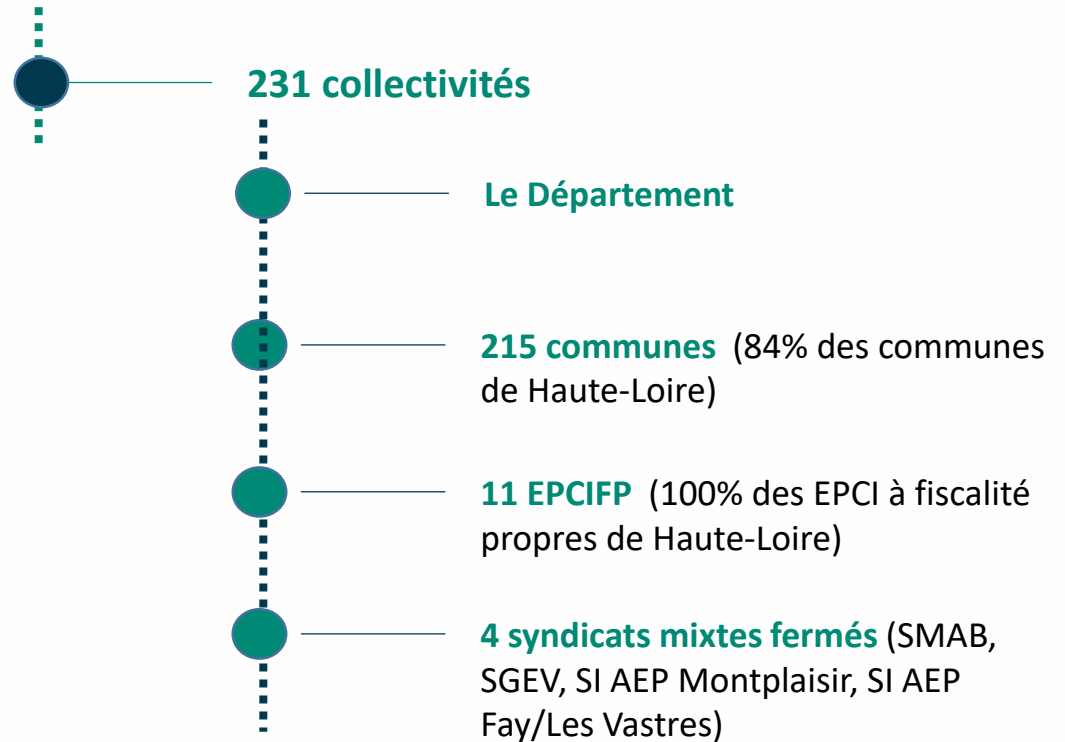 231 collectivités
Le Département
215 communes (84% des communes
de Haute-Loire)
11 EPCIFP (100% des EPCI à fiscalité
propres de Haute-Loire)
4 syndicats mixtes fermés (SMAB,
SGEV, SI AEP Montplaisir, SI AEP
Fay/Les Vastres)